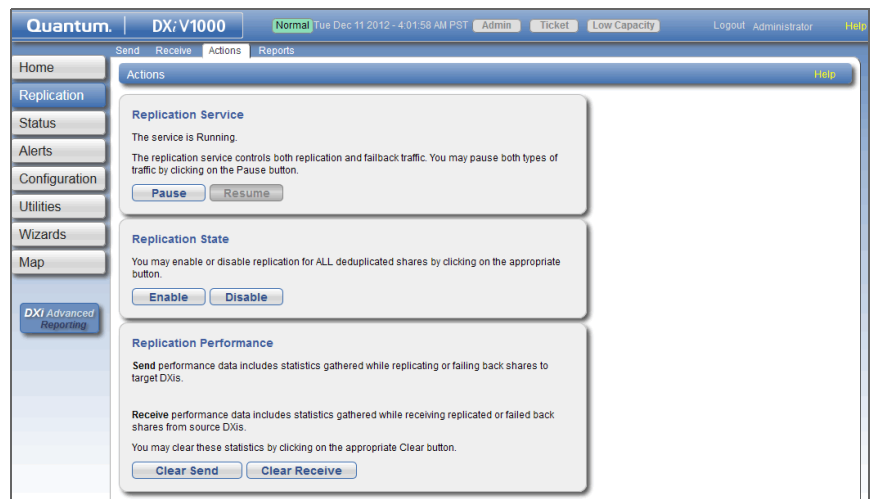 Quantum. DXi V1000 Normal Tue Dec 11 2012 - 4:01:58 AM PST Admin Ticket Low Capacity Logout Administrator Help
Send Receive Actions Reports
Home
Replication
Status
Alerts
Configuration
Utilities
Wizards
Map
DXi Advanced
Reporting
Actions Help
Replication Service
The service is Running.
The replication service controls both replication and failback traffic. You may pause both types of
traffic by clicking on the Pause button.
Pause Resume
Replication State
You may enable or disable replication for ALL deduplicated shares by clicking on the appropriate
button.
Enable Disable
Replication Performance
Send performance data includes statistics gathered while replicating or failing back shares to
target DXis.
Receive performance data includes statistics gathered while receiving replicated or failed back
shares from source DXis.
You may clear these statistics by clicking on the appropriate Clear button.
Clear Send Clear Receive